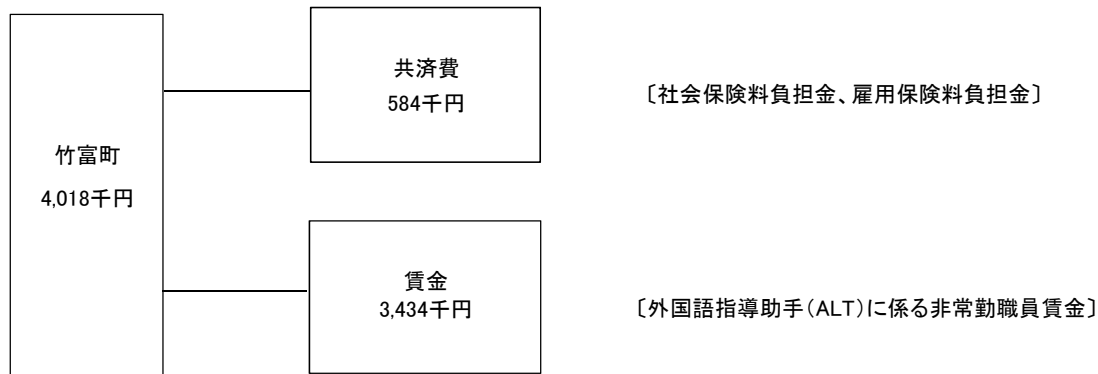 竹富町
4,018千円
共済費
584千円
〔社会保険料負担金、雇用保険料負担金〕
賃金
3,434千円
〔外国語指導助手(ALT)に係る非常勤職員賃金〕